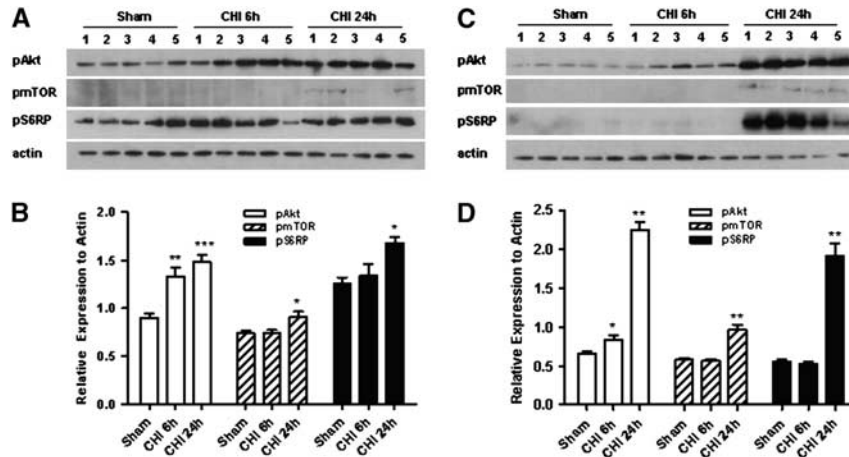 A
Sham CHI 6h CHI 24h
1 2 3 4 5 1 2 3 4 5 1 2 3 4 5
pAkt
pmTOR
pS6RP
actin
B
Relative Expression to Actin
2.0
1.5
1.0
0.5
0.0
pAkt
pmTOR
pS6RP
** *** * *
Sham CHI 6h CHI 24h Sham CHI 6h CHI 24h Sham CHI 6h CHI 24h
C
Sham CHI 6h CHI 24h
1 2 3 4 5 1 2 3 4 5 1 2 3 4 5
pAkt
pmTOR
pS6RP
actin
D
Relative Expression to Actin
2.5
2.0
1.5
1.0
0.5
0.0
pAkt
pmTOR
pS6RP
* ** ** **
Sham CHI 6h CHI 24h Sham CHI 6h CHI 24h Sham CHI 6h CHI 24h